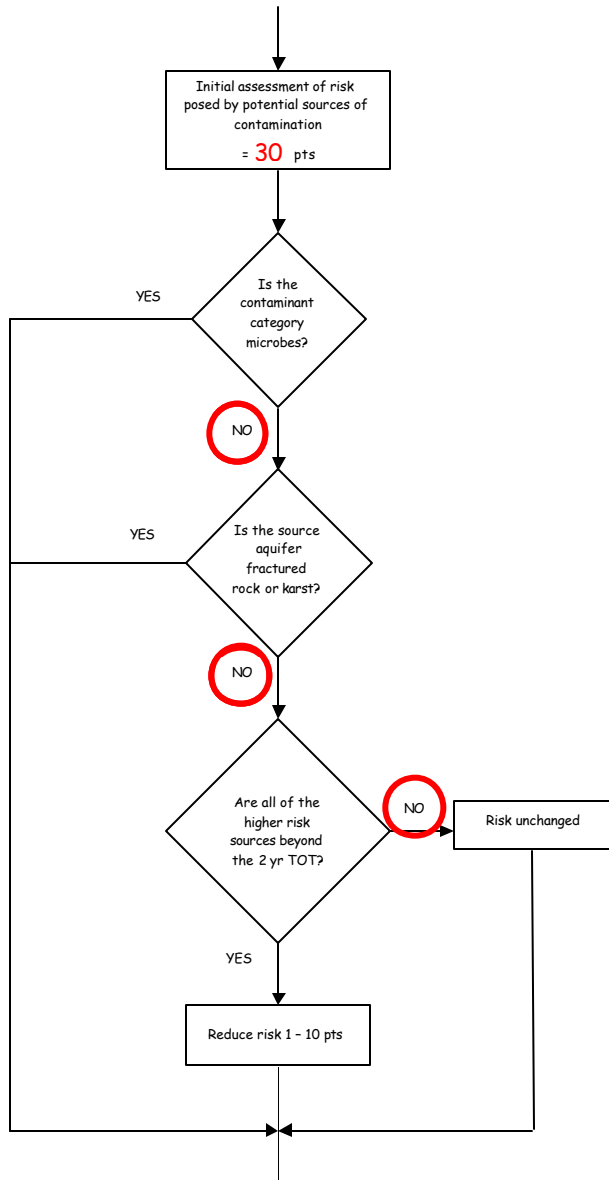 Initial assessment of risk
posed by potential sources of
contamination
= 30 pts
Is the
contaminant
category
microbes?
YES
NO
Is the source
aquifer
fractured
rock or karst?
YES
NO
Are all of the
higher risk
sources beyond
the 2 yr TOT?
NO
Risk unchanged
YES
Reduce risk 1 – 10 pts